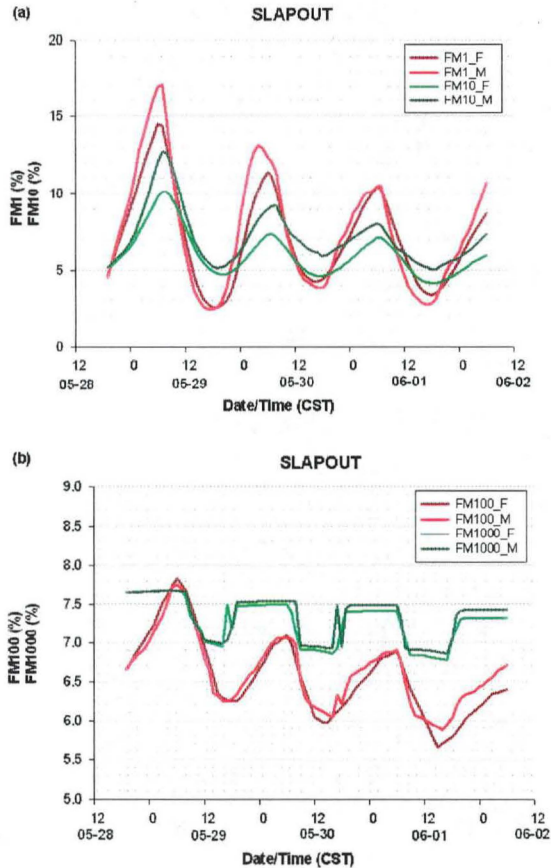 (a)
SLAPOUT
FM1 (%)
FM10 (%)
20
15
10
5
0
FM1_F
FM1_M
FM10_F
FM10_M
12 0 12 0 12 0 12 0 12
05-28 05-29 05-30 06-01 06-02
Date/Time (CST)
(b)
SLAPOUT
FM100 (%)
FM1000 (%)
9.0
8.5
8.0
7.5
7.0
6.5
6.0
5.5
5.0
FM100_F
FM100_M
FM1000_F
FM1000_M
12 0 12 0 12 0 12 0 12
05-28 05-29 05-30 06-01 06-02
Date/Time (CST)